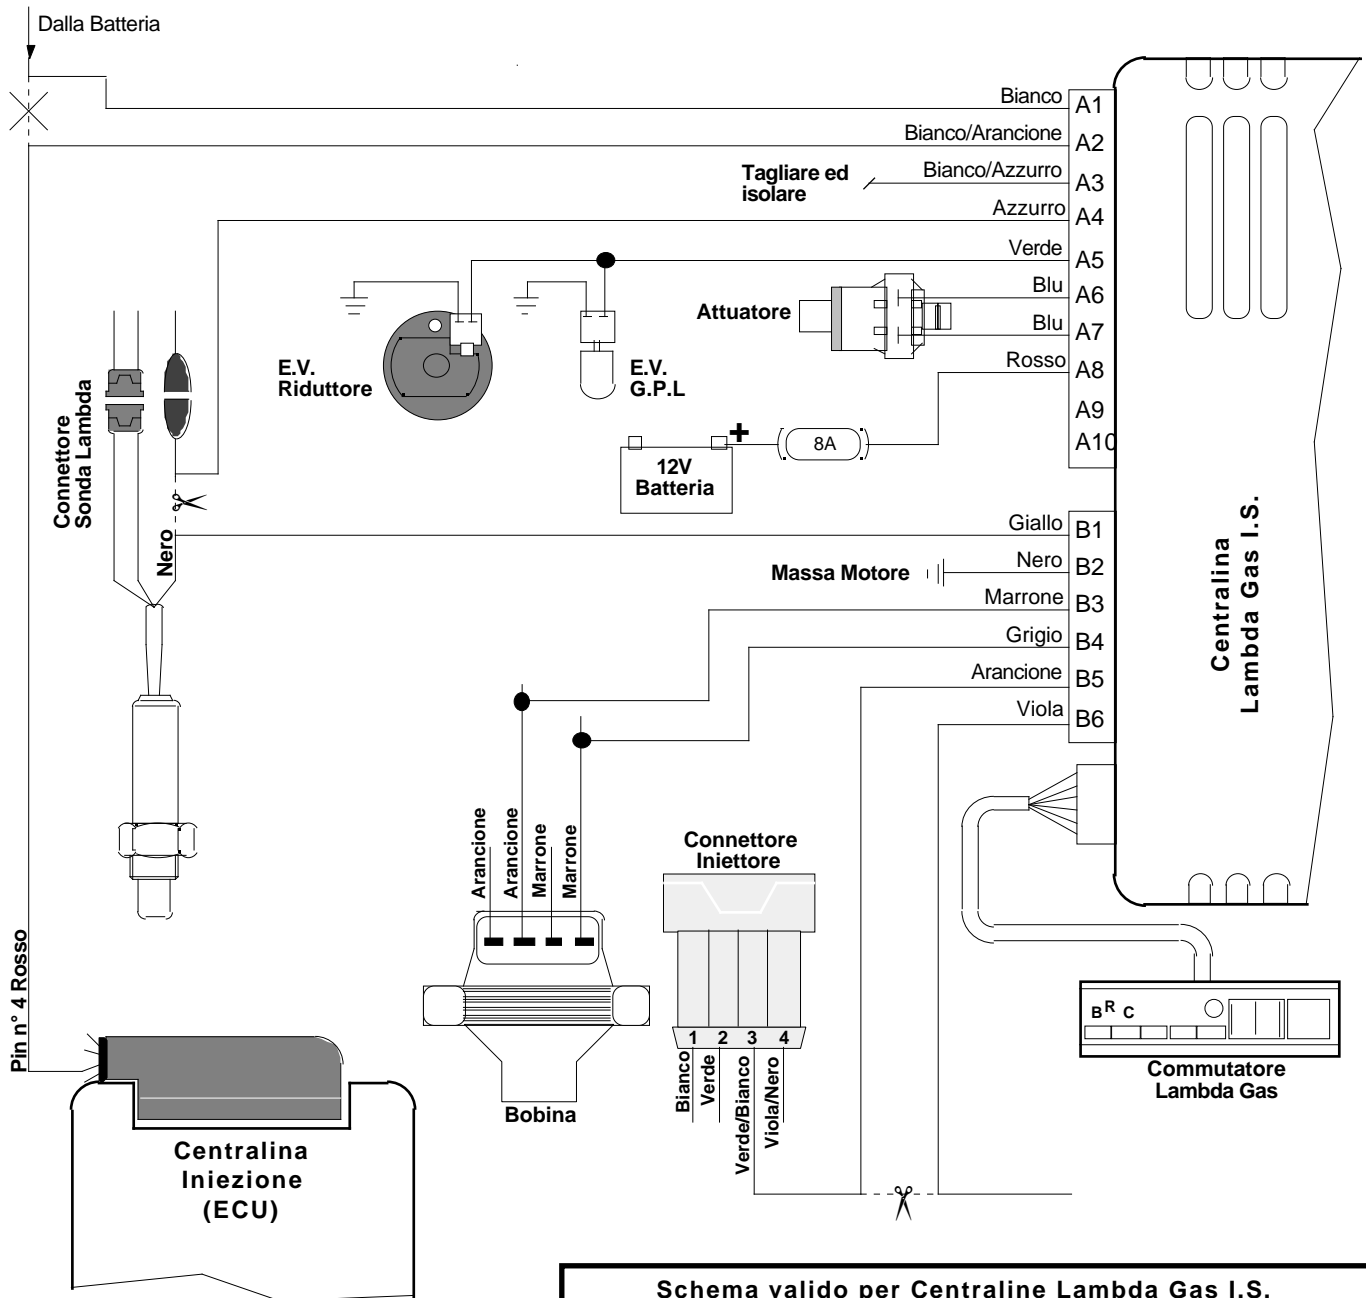 Dalla Batteria
Bianco A1
Bianco/Arancione A2
Tagliare ed
isolare
Bianco/Azzurro A3
Azzurro A4
Verde A5
Blu A6
Attuatore
Blu A7
Rosso A8
E.V.
Riduttore
E.V.
G.P.L
A9
A10
+
8A
12V
Batteria
Connettore
Sonda Lambda
Nero
Giallo B1
Massa Motore
Nero B2
Marrone B3
Grigio B4
Arancione B5
Viola B6
Centralina
Lambda Gas I.S.
Arancione
Arancione
Marrone
Marrone
Bobina
Connettore
Iniettore
1 2 3 4
Bianco
Verde
Verde/Bianco
Viola/Nero
B R C
Commutatore
Lambda Gas
Pin n° 4 Rosso
Centralina
Iniezione
(ECU)
Schema valido per Centraline Lambda Gas I.S.